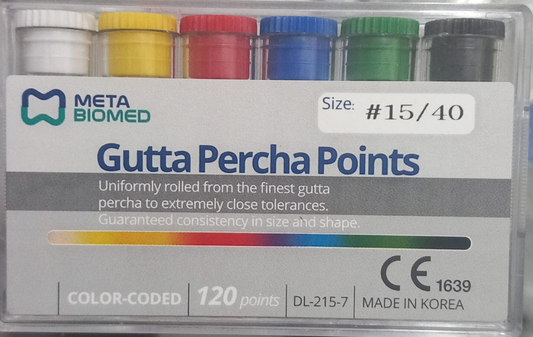 META
BIOMED
Size: #15/40
Gutta Percha Points
Uniformly rolled from the finest gutta
percha to extremely close tolerances.
Guaranteed consistency in size and shape.
CE 1639
COLOR-CODED 120 points DL-215-7 MADE IN KOREA